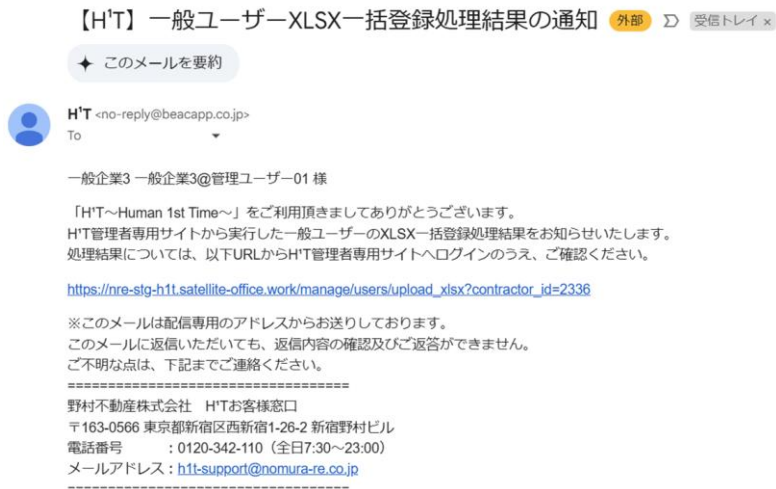 【H¹T】一般ユーザーXLSX一括登録処理結果の通知 外部 受信トレイ ×
このメールを要約
H¹T <no-reply@beacapp.co.jp>
To
一般企業3 一般企業3@管理ユーザー01 様
「H¹T~Human 1st Time~」をご利用頂きましてありがとうございます。
H¹T管理者専用サイトから実行した一般ユーザーのXLSX一括登録処理結果をお知らせいたします。
処理結果については、以下URLからH¹T管理者専用サイトへログインのうえ、ご確認ください。
https://nre-stg-h1t.satellite-office.work/manage/users/upload_xlsx?contractor_id=2336
※このメールは配信専用のアドレスからお送りしております。
このメールに返信いただいても、返信内容の確認及びご返答ができません。
ご不明な点は、下記までご連絡ください。
===================================
野村不動産株式会社 H¹Tお客様窓口
〒163-0566 東京都新宿区西新宿1-26-2 新宿野村ビル
電話番号 :0120-342-110(全日7:30~23:00)
メールアドレス:h1t-support@nomura-re.co.jp
===================================